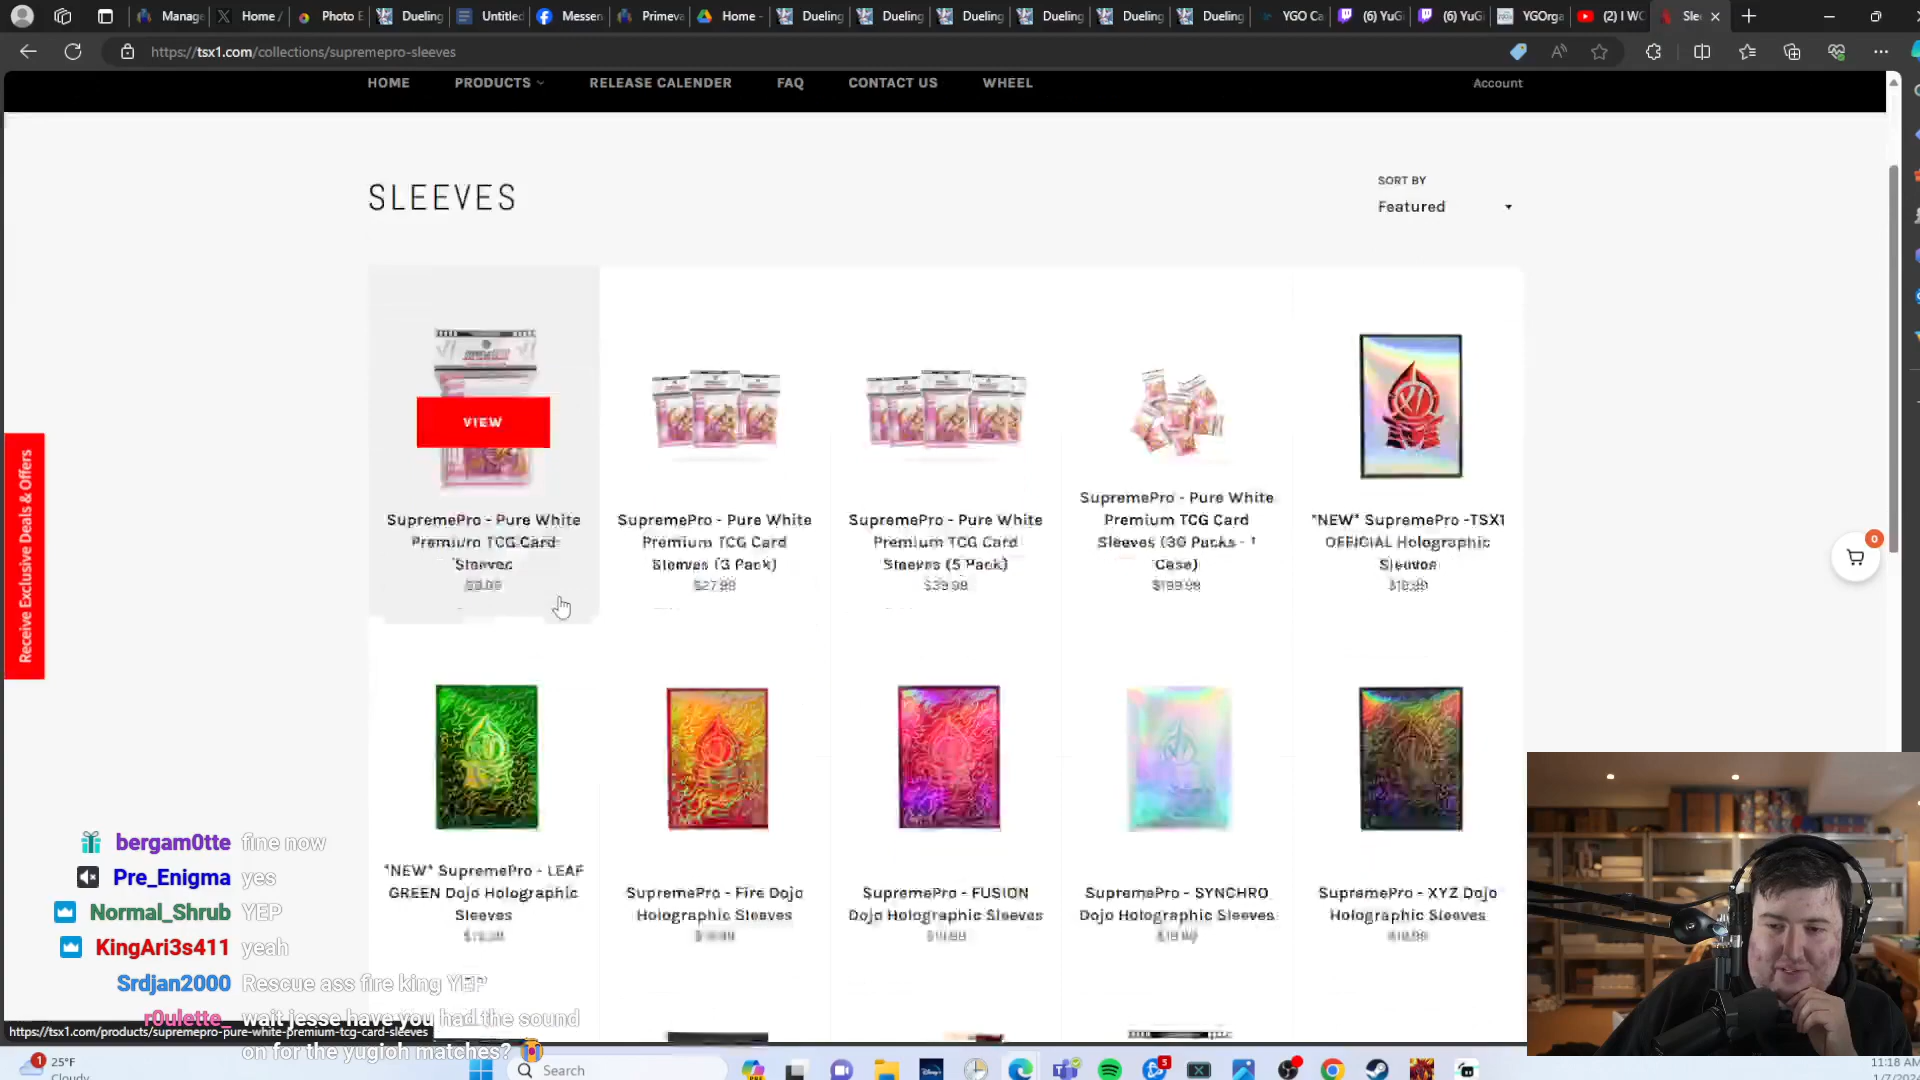 Manage
Home /
Photo E
Dueling
Untitled
Messen
Primeva
Home -
Dueling
Dueling
Dueling
Dueling
Dueling
Dueling
YGO Ca
(6) YuGi
(6) YuGi
YGOrga
(2) I WO
Sle
https://tsx1.com/collections/supremepro-sleeves
HOME
PRODUCTS
RELEASE CALENDER
FAQ
CONTACT US
WHEEL
Account
SLEEVES
SORT BY
Featured
Receive Exclusive Deals & Offers
0
VIEW
SupremePro - Pure White
Premium TCG Card
Sleeves
SupremePro - Pure White
Premium TCG Card
Sleeves (3 Pack)
$27.98
SupremePro - Pure White
Premium TCG Card
Sleeves (5 Pack)
$39.98
SupremePro - Pure White
Premium TCG Card
Sleeves (30 Packs - 1
Case)
$199.98
*NEW* SupremePro -TSX1
OFFICIAL Holographic
Sleeves
*NEW* SupremePro - LEAF
GREEN Dojo Holographic
Sleeves
SupremePro - Fire Dojo
Holographic Sleeves
SupremePro - FUSION
Dojo Holographic Sleeves
SupremePro - SYNCHRO
Dojo Holographic Sleeves
SupremePro - XYZ Dojo
Holographic Sleeves
bergam0tte fine now
Pre_Enigma yes
Normal_Shrub YEP
KingAri3s411 yeah
Srdjan2000 Rescue ass fire king YEP
r0ulette_ wait jesse have you had the sound
on for the yugioh matches?
https://tsx1.com/products/supremepro-pure-white-premium-tcg-card-sleeves
1
25°F
Cloudy
Search
5
11:18 AM